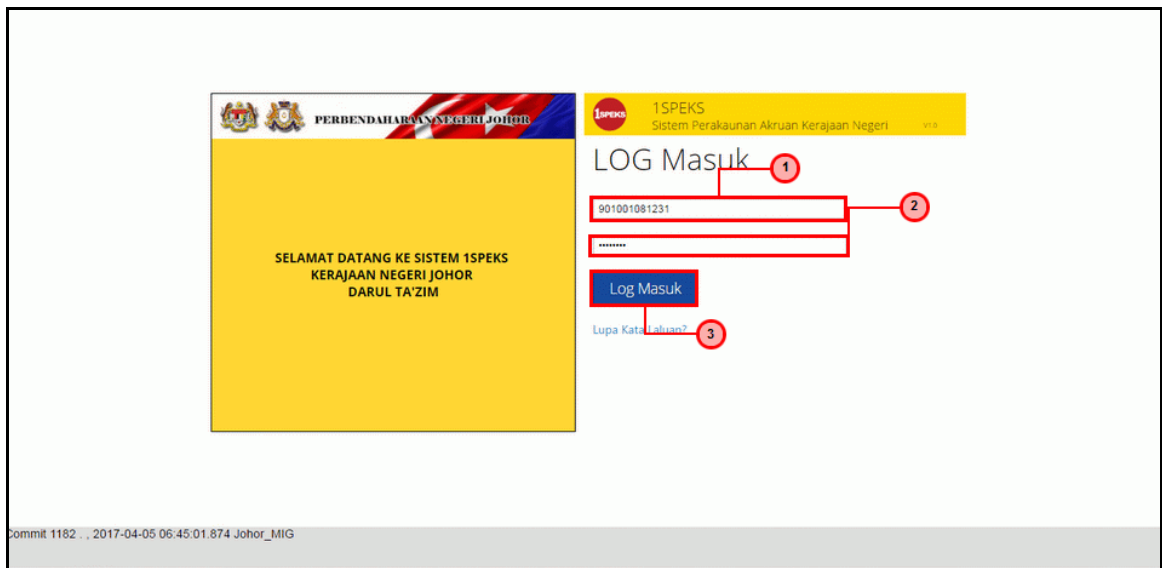 PERBENDAHARAAN NEGERI JOHOR
SELAMAT DATANG KE SISTEM 1SPEKS
KERAJAAN NEGERI JOHOR
DARUL TA'ZIM
1SPEKS
1SPEKS
Sistem Perakaunan Akruan Kerajaan Negeri V1.0
LOG Masuk
1
901001081231
2
••••••••
Log Masuk
Lupa Kata Laluan?
3
Commit 1182 . , 2017-04-05 06:45:01.874 Johor_MIG